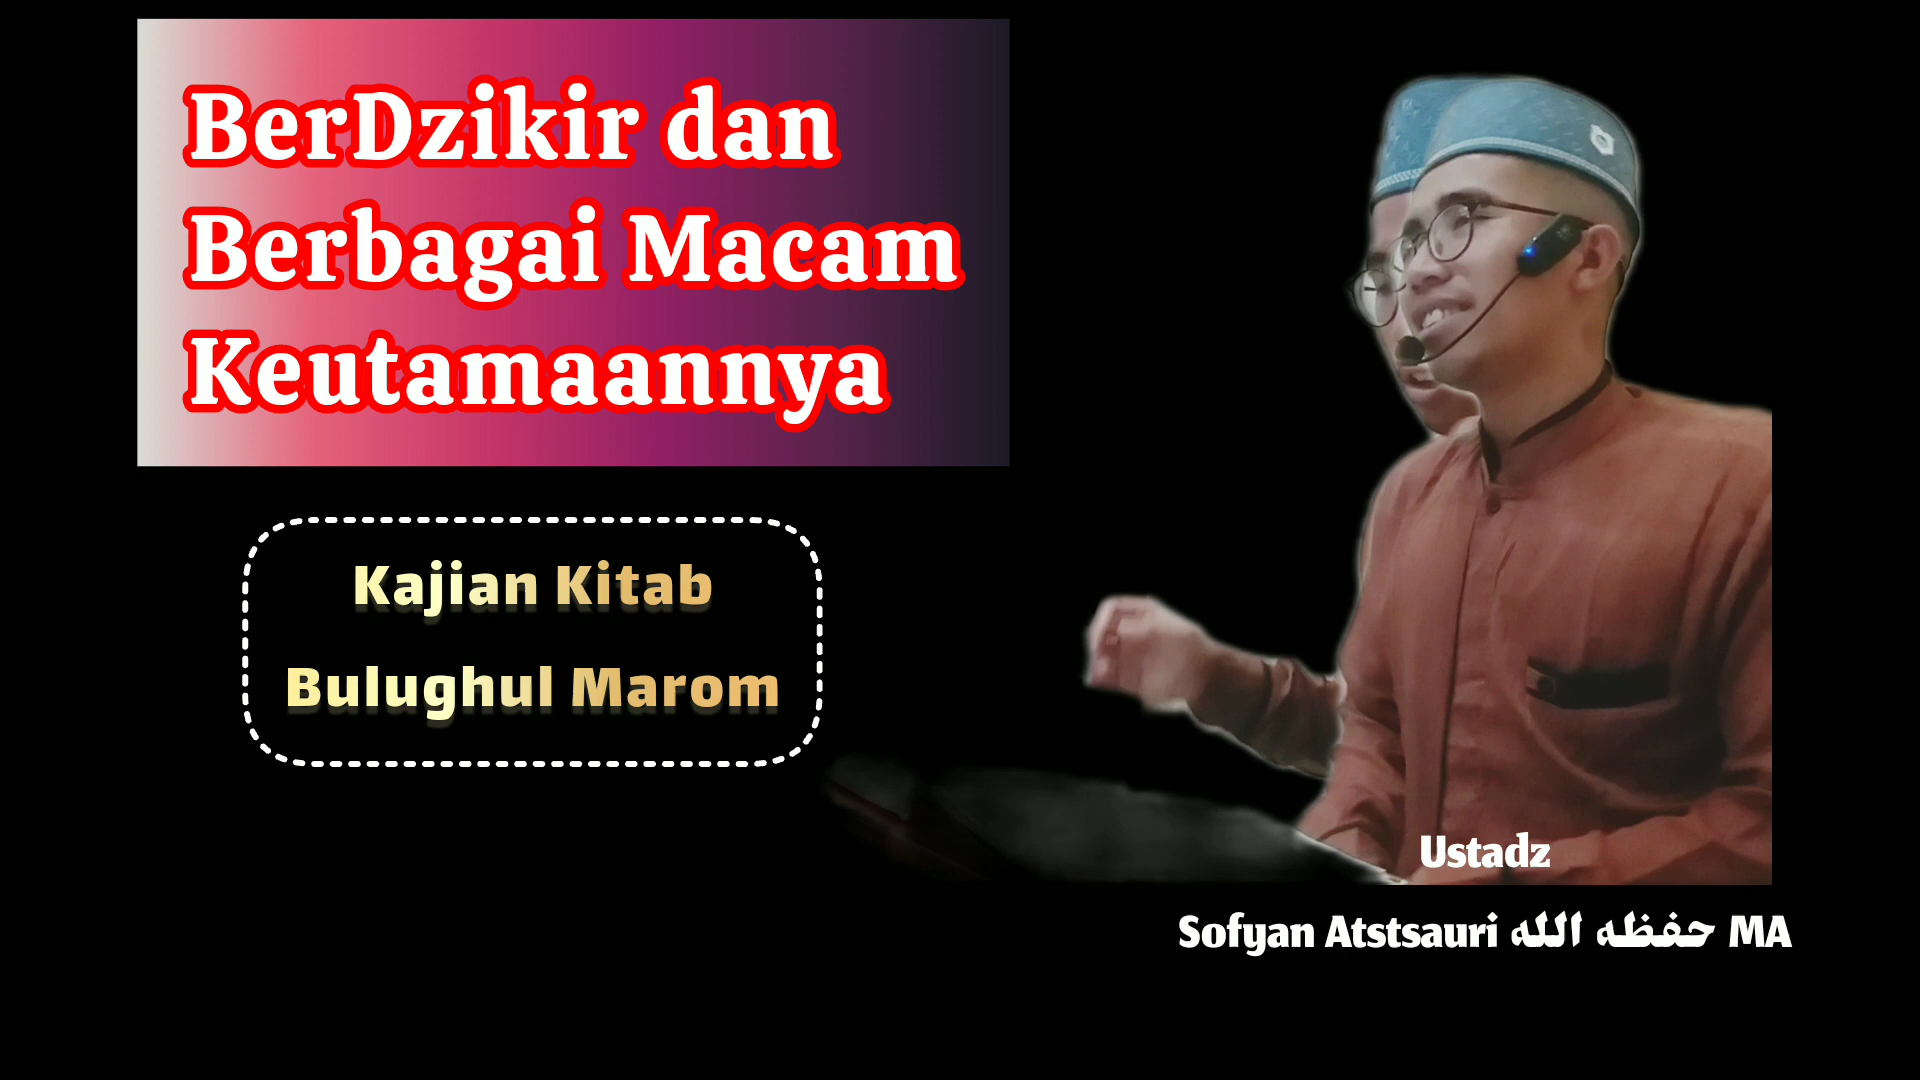 BerDzikir dan
Berbagai Macam
Keutamaannya
Kajian Kitab
Bulughul Marom
Ustadz
Sofyan Atstsauri حفظه الله MA